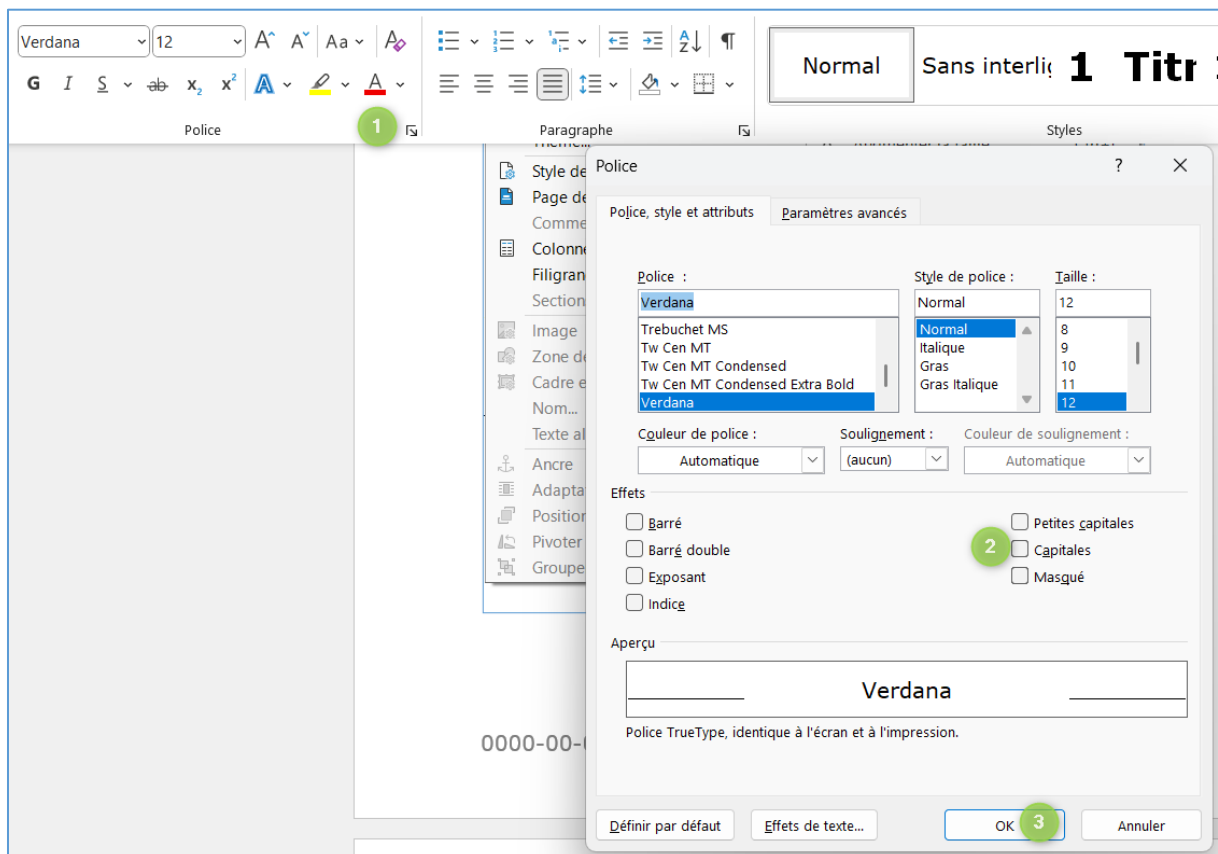 Verdana 12 Aa
G I S ab x₂ x² A A
Police 1
Paragraphe
Normal Sans interli 1 Titr
Styles
Thème...
Style de
Page de
Comme
Colonne
Filigran
Section
Image
Zone de
Cadre e
Nom...
Texte al
Ancre
Adapta
Position
Pivoter
Groupe
0000-00-
Police ?
Police, style et attributs Paramètres avancés
Police : Style de police : Taille :
Verdana Normal 12
Trebuchet MS Normal 8
Tw Cen MT Italique 9
Tw Cen MT Condensed Gras 10
Tw Cen MT Condensed Extra Bold Gras Italique 11
Verdana 12
Couleur de police : Soulignement : Couleur de soulignement :
Automatique (aucun) Automatique
Effets
Barré Petites capitales
Barré double 2 Capitales
Exposant Masqué
Indice
Aperçu
Verdana
Police TrueType, identique à l'écran et à l'impression.
Définir par défaut Effets de texte... OK 3 Annuler